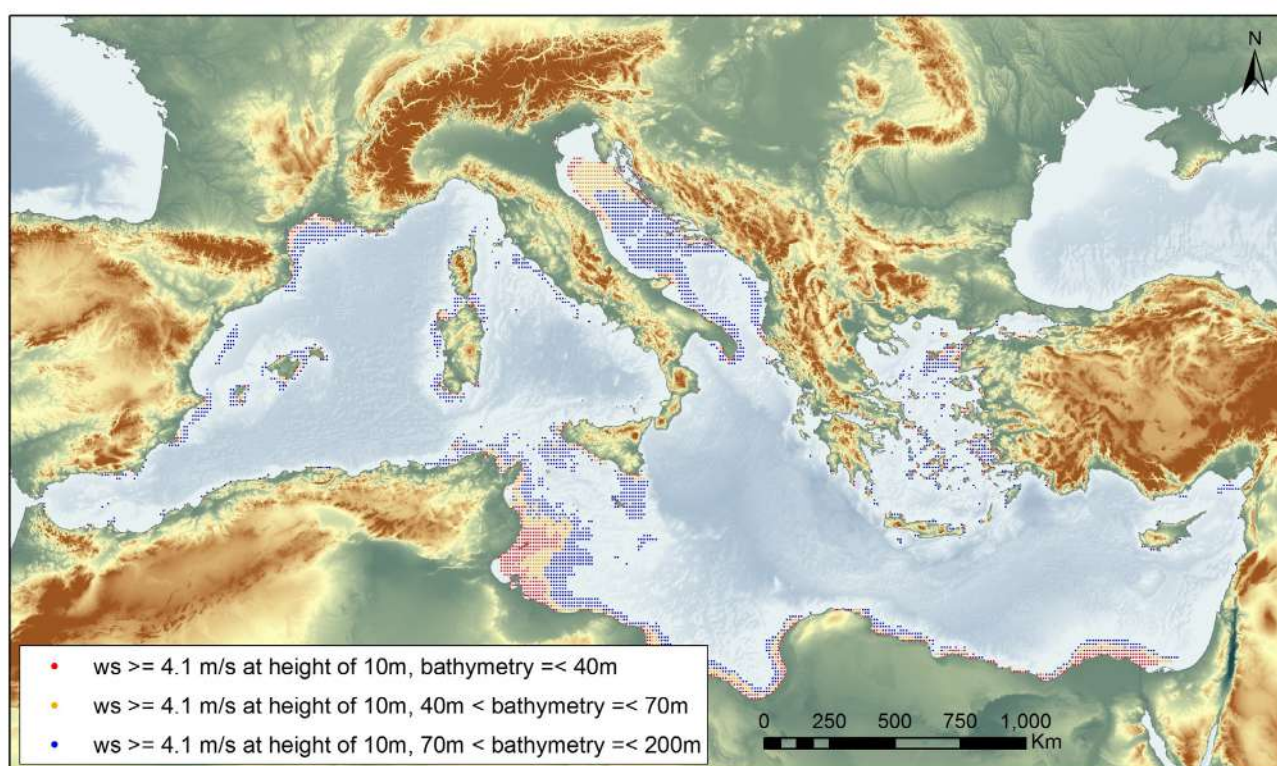 N
ws >= 4.1 m/s at height of 10m, bathymetry =< 40m
ws >= 4.1 m/s at height of 10m, 40m < bathymetry =< 70m
ws >= 4.1 m/s at height of 10m, 70m < bathymetry =< 200m
0 250 500 750 1,000
Km